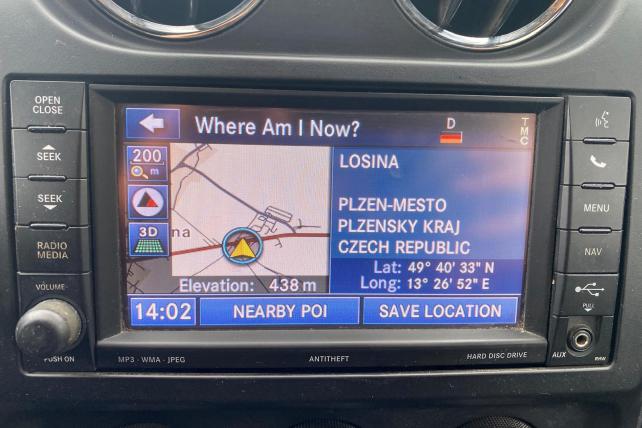 OPEN
CLOSE
SEEK
SEEK
RADIO
MEDIA
VOLUME
PUSH ON
Where Am I Now?
D
TMC
200
m
3D
na
LOSINA
PLZEN-MESTO
PLZENSKY KRAJ
CZECH REPUBLIC
Lat: 49° 40' 33" N
Long: 13° 26' 52" E
Elevation: 438 m
14:02
NEARBY POI
SAVE LOCATION
MP3 · WMA · JPEG
ANTITHEFT
HARD DISC DRIVE
MENU
NAV
PULL
AUX